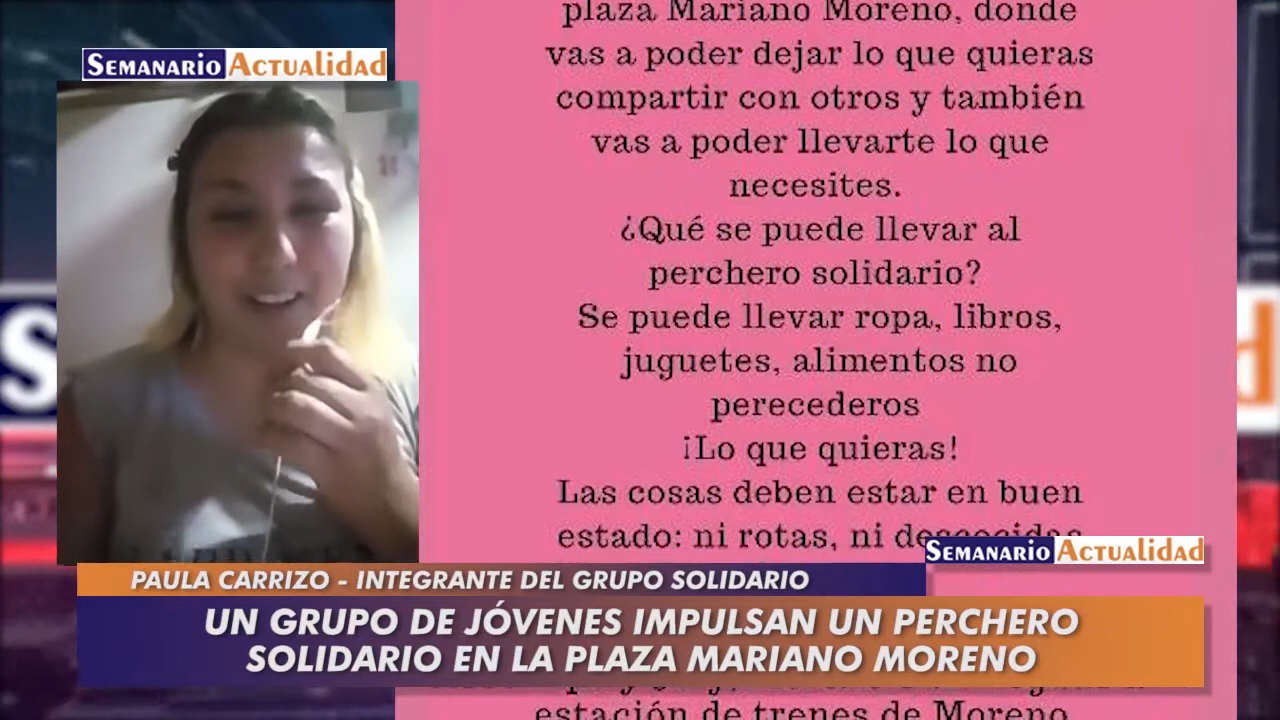 SEMANARIO ACTUALIDAD
plaza Mariano Moreno, donde
vas a poder dejar lo que quieras
compartir con otros y también
vas a poder llevarte lo que
necesites.
¿Qué se puede llevar al
perchero solidario?
Se puede llevar ropa, libros,
juguetes, alimentos no
perecederos
¡Lo que quieras!
Las cosas deben estar en buen
estado: ni rotas, ni descocidas
SEMANARIO ACTUALIDAD
PAULA CARRIZO - INTEGRANTE DEL GRUPO SOLIDARIO
UN GRUPO DE JÓVENES IMPULSAN UN PERCHERO
SOLIDARIO EN LA PLAZA MARIANO MORENO
estación de trenes de Moreno